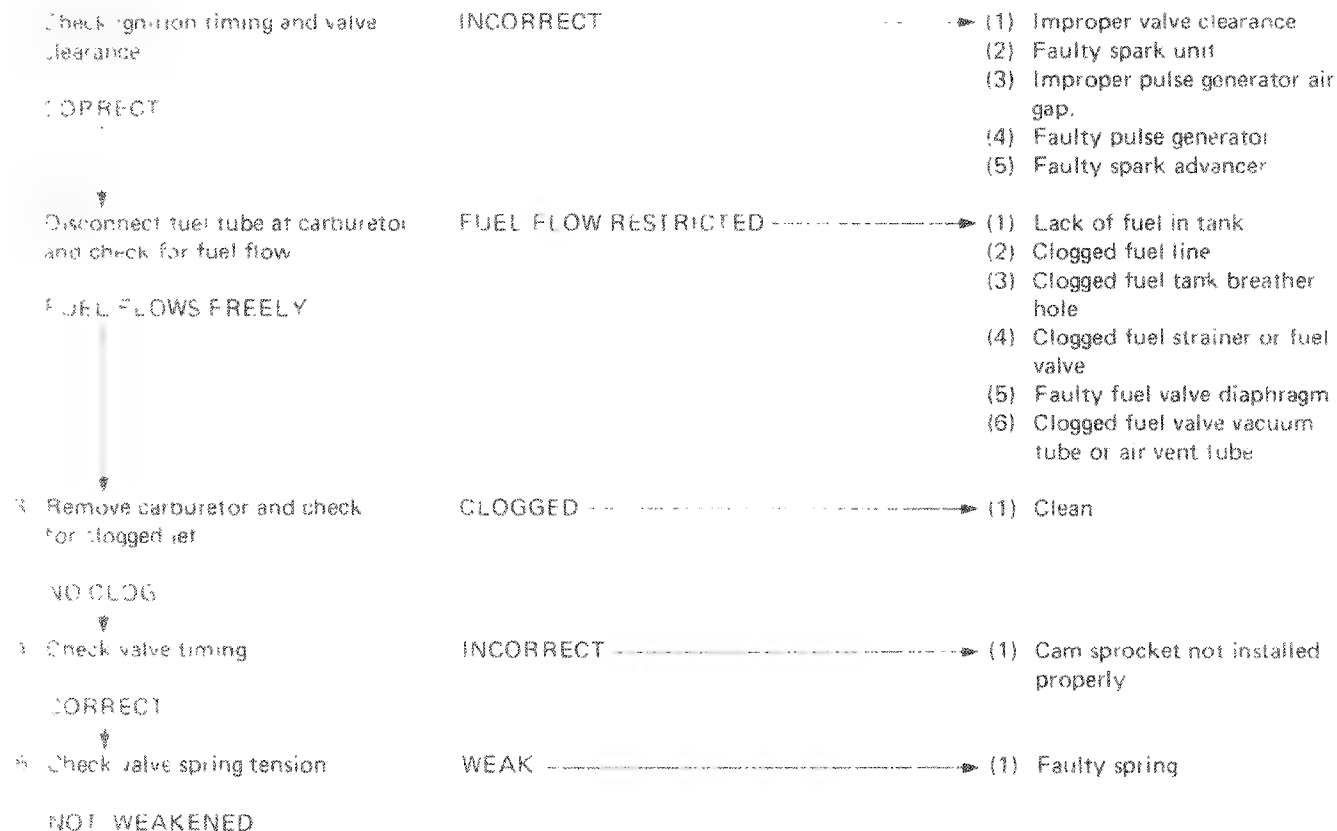 Check ignition timing and valve clearance
INCORRECT
(1) Improper valve clearance
(2) Faulty spark unit
(3) Improper pulse generator air gap.
(4) Faulty pulse generator
(5) Faulty spark advancer
CORRECT
Disconnect fuel tube at carburetor and check for fuel flow
FUEL FLOW RESTRICTED
(1) Lack of fuel in tank
(2) Clogged fuel line
(3) Clogged fuel tank breather hole
(4) Clogged fuel strainer or fuel valve
(5) Faulty fuel valve diaphragm
(6) Clogged fuel valve vacuum tube or air vent tube
FUEL FLOWS FREELY
3 Remove carburetor and check for clogged jet
CLOGGED
(1) Clean
NO CLOG
Check valve timing
INCORRECT
(1) Cam sprocket not installed properly
CORRECT
Check valve spring tension
WEAK
(1) Faulty spring
NOT WEAKENED